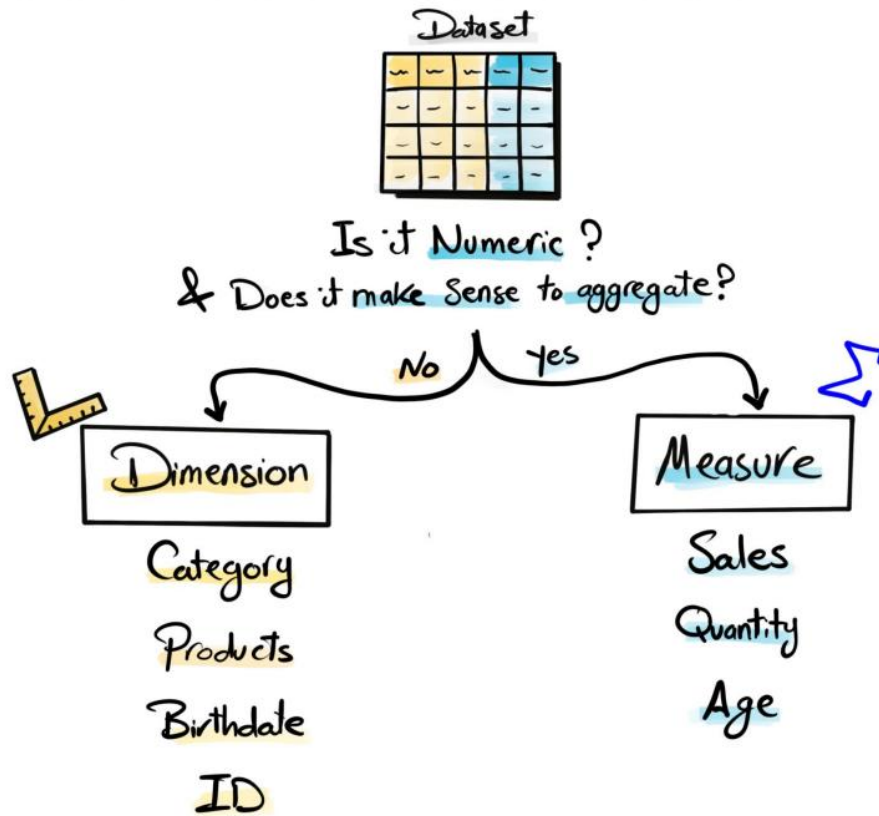 Dataset
Is it Numeric ?
& Does it make Sense to aggregate?
No
yes
Dimension
Category
Products
Birthdate
ID
Measure
Sales
Quantity
Age